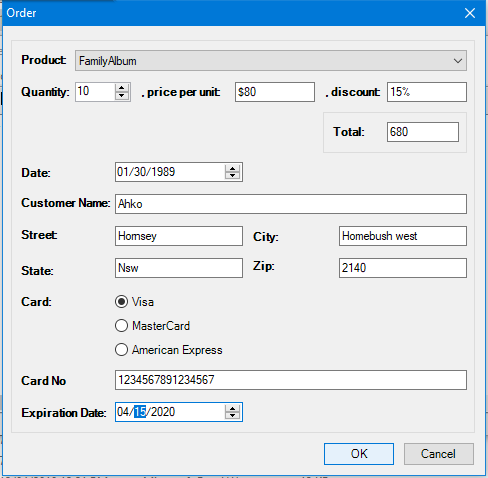 Order
Product: FamilyAlbum
Quantity: 10 , price per unit: $80 , discount: 15%
Total: 680
Date: 01/30/1989
Customer Name: Ahko
Street: Hornsey City: Homebush west
State: Nsw Zip: 2140
Card: Visa
MasterCard
American Express
Card No 1234567891234567
Expiration Date: 04/15/2020
OK Cancel